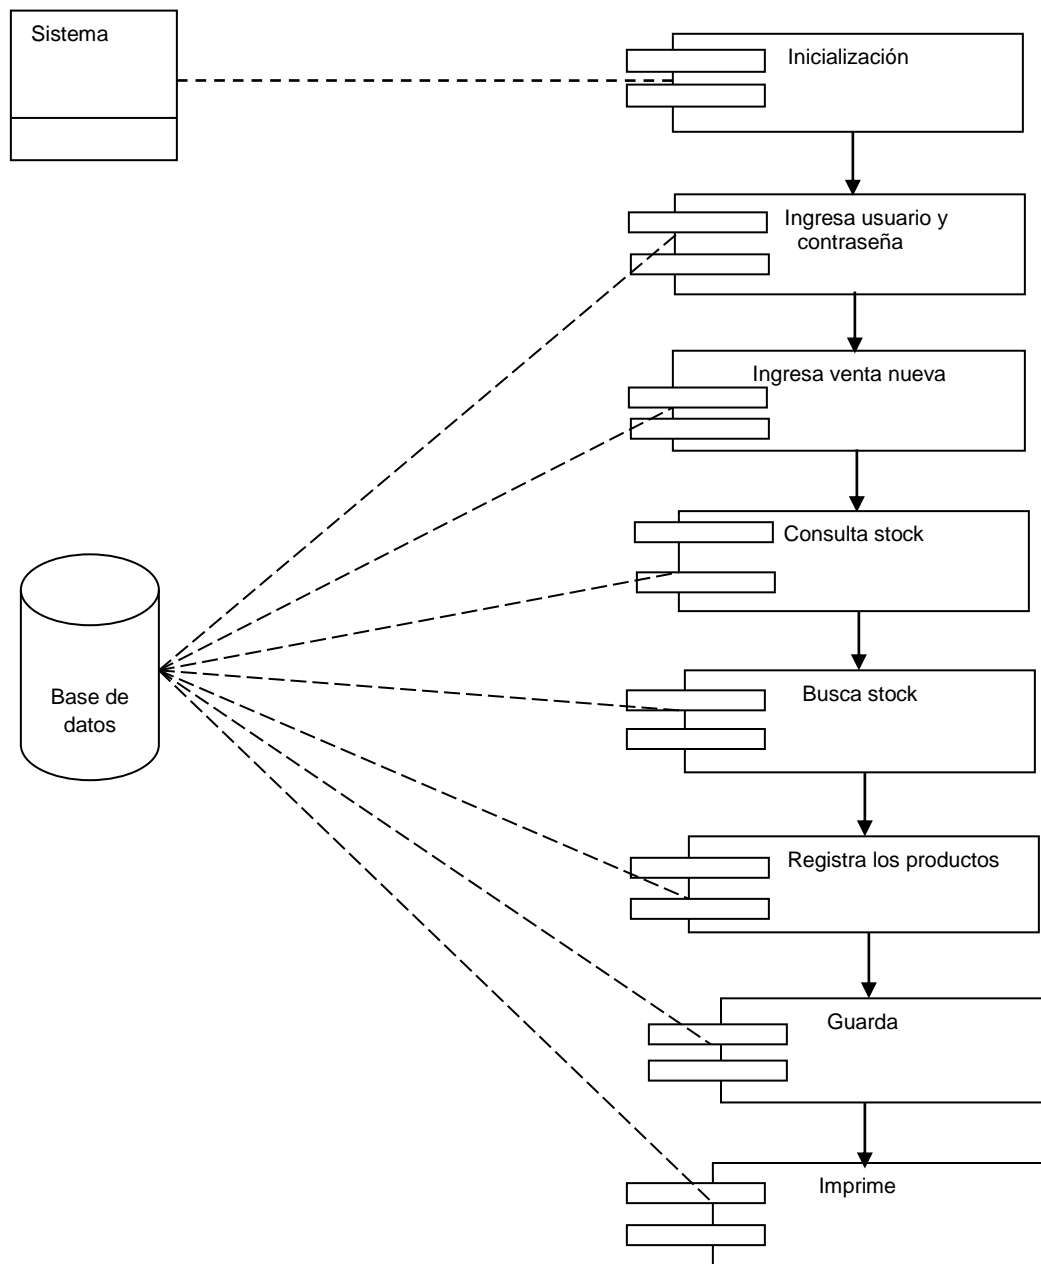 Sistema
Inicialización
Ingresa usuario y
contraseña
Ingresa venta nueva
Consulta stock
Base de
datos
Busca stock
Registra los productos
Guarda
Imprime